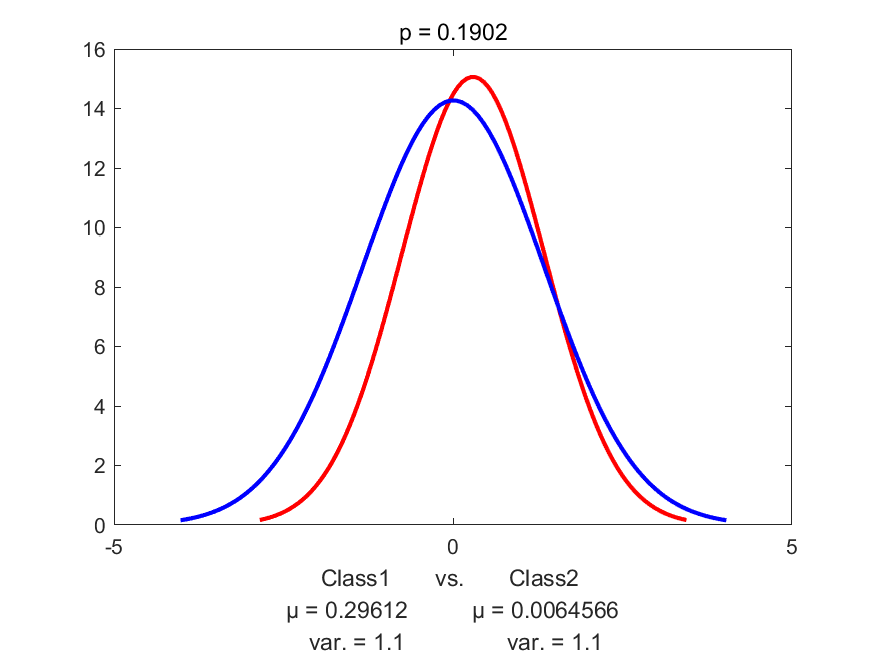 p = 0.1902
16
14
12
10
8
6
4
2
0
-5 0 5
Class1 vs. Class2
μ = 0.29612 μ = 0.0064566
var. = 1.1 var. = 1.1